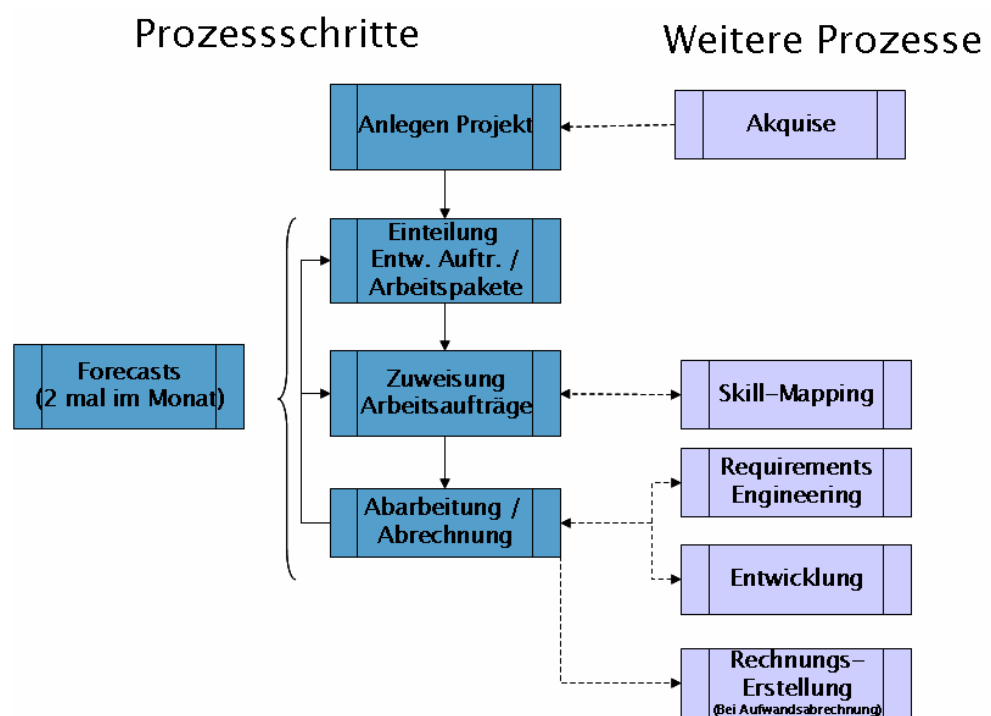 Prozessschritte
Weitere Prozesse
Anlegen Projekt
Akquise
Einteilung
Entw. Auftr. /
Arbeitspakete
Forecasts
(2 mal im Monat)
Zuweisung
Arbeitsaufträge
Skill-Mapping
Requirements
Engineering
Abarbeitung /
Abrechnung
Entwicklung
Rechnungs-
Erstellung
(Bei Aufwandsabrechnung)